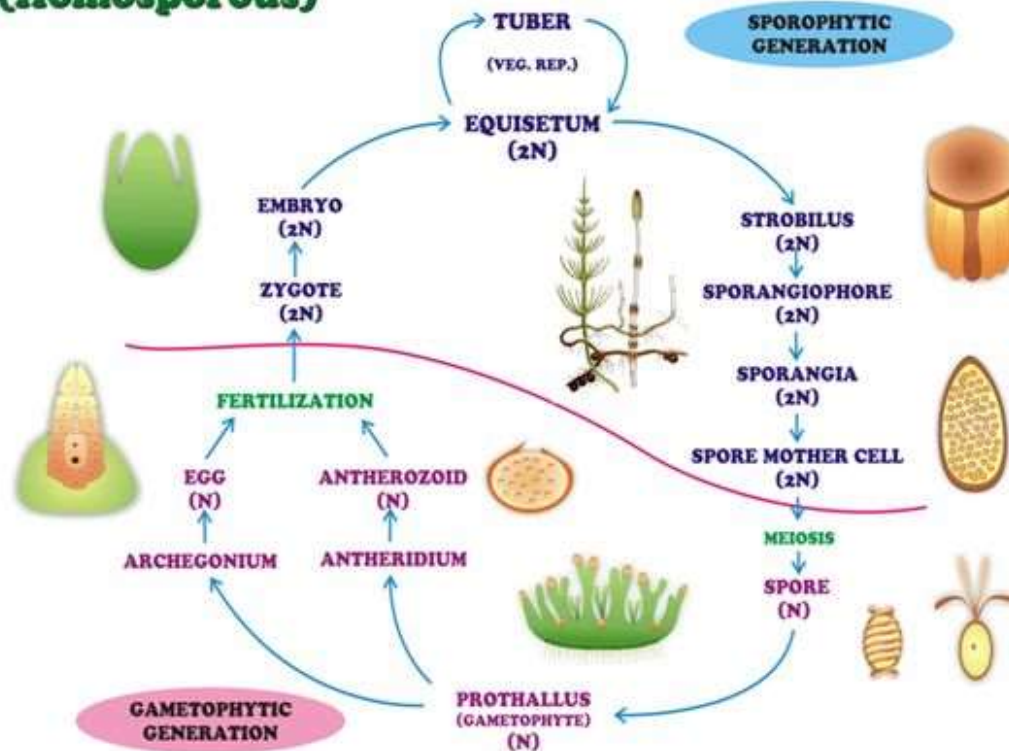 (Homosporous)
TUBER
(VEG. REP.)
SPOROPHYTIC
GENERATION
EQUISETUM
(2N)
EMBRYO
(2N)
ZYGOTE
(2N)
STROBILUS
(2N)
SPORANGIOPHORE
(2N)
SPORANGIA
(2N)
SPORE MOTHER CELL
(2N)
MEIOSIS
SPORE
(N)
FERTILIZATION
EGG
(N)
ANTHEROZOID
(N)
ARCHEGONIUM
ANTHERIDIUM
PROTHALLUS
(GAMETOPHYTE)
(N)
GAMETOPHYTIC
GENERATION